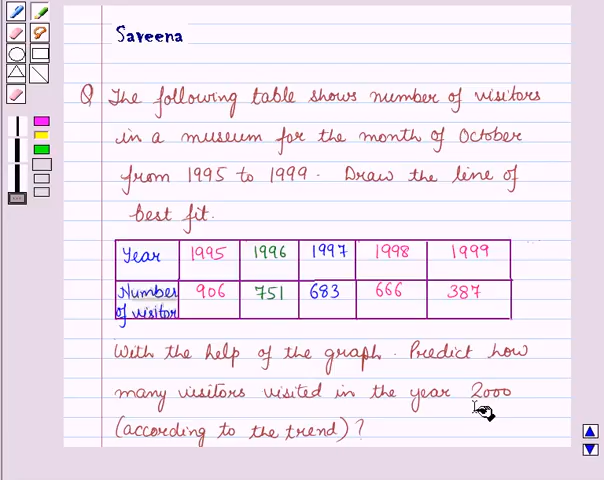 Saveena
Q The following table shows number of visitors
in a museum for the month of October
from 1995 to 1999. Draw the line of
best fit.
Year 1995 1996 1997 1998 1999
Number of visitor 906 751 683 666 387
With the help of the graph. Predict how
many visitors visited in the year 2000
(according to the trend)?